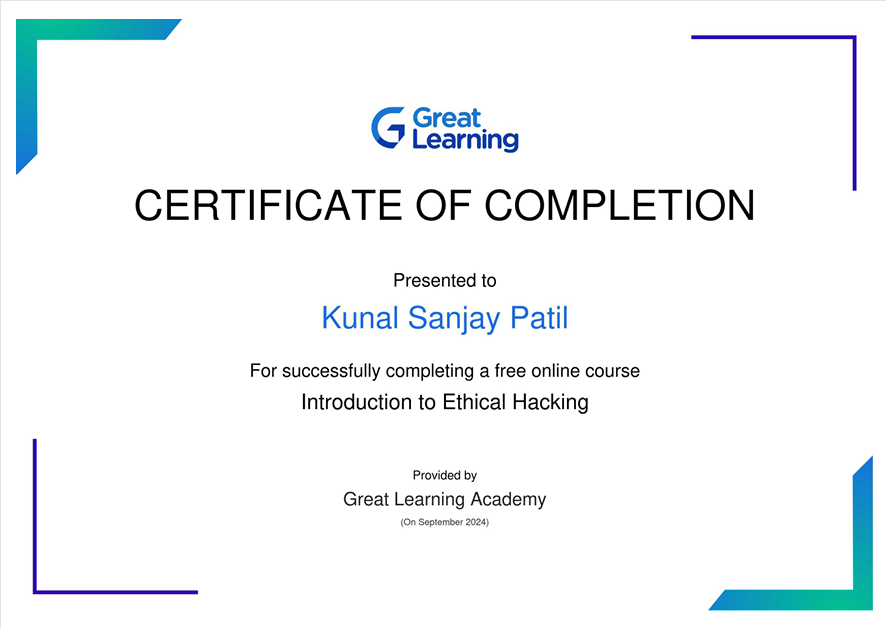 Great
Learning
CERTIFICATE OF COMPLETION
Presented to
Kunal Sanjay Patil
For successfully completing a free online course
Introduction to Ethical Hacking
Provided by
Great Learning Academy
(On September 2024)